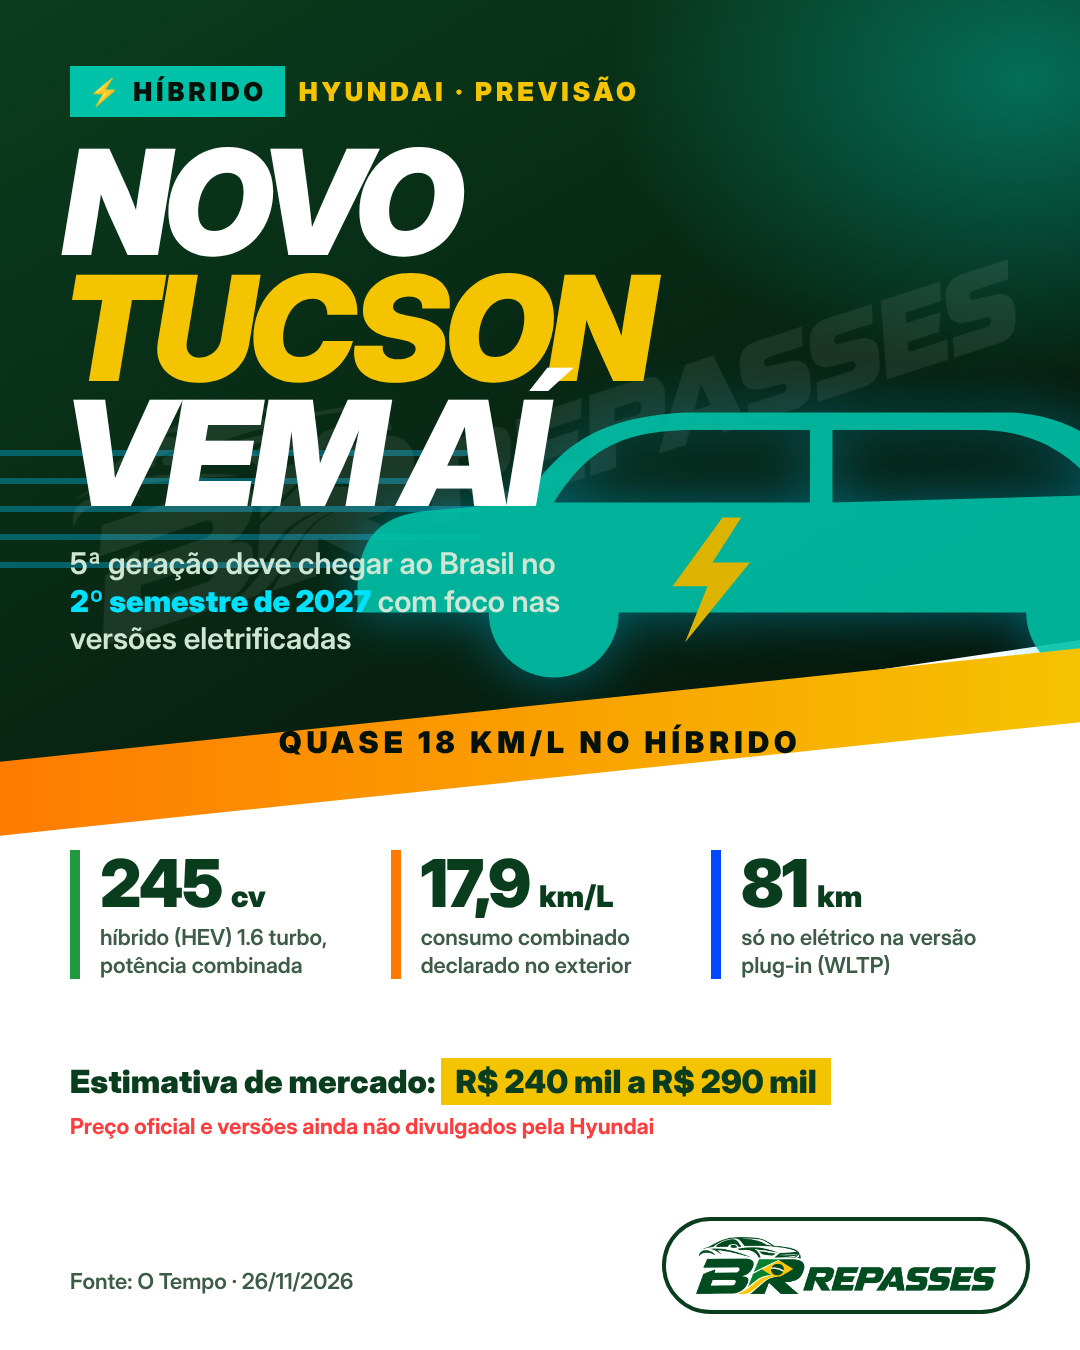 ⚡ HÍBRIDO HYUNDAI · PREVISÃO
NOVO
TUCSON
VEM AÍ
BR REPASSES
5ª geração deve chegar ao Brasil no
2º semestre de 2027 com foco nas
versões eletrificadas
QUASE 18 KM/L NO HÍBRIDO
245 cv
híbrido (HEV) 1.6 turbo,
potência combinada
17,9 km/L
consumo combinado
declarado no exterior
81 km
só no elétrico na versão
plug-in (WLTP)
Estimativa de mercado: R$ 240 mil a R$ 290 mil
Preço oficial e versões ainda não divulgados pela Hyundai
Fonte: O Tempo · 26/11/2026
BR REPASSES